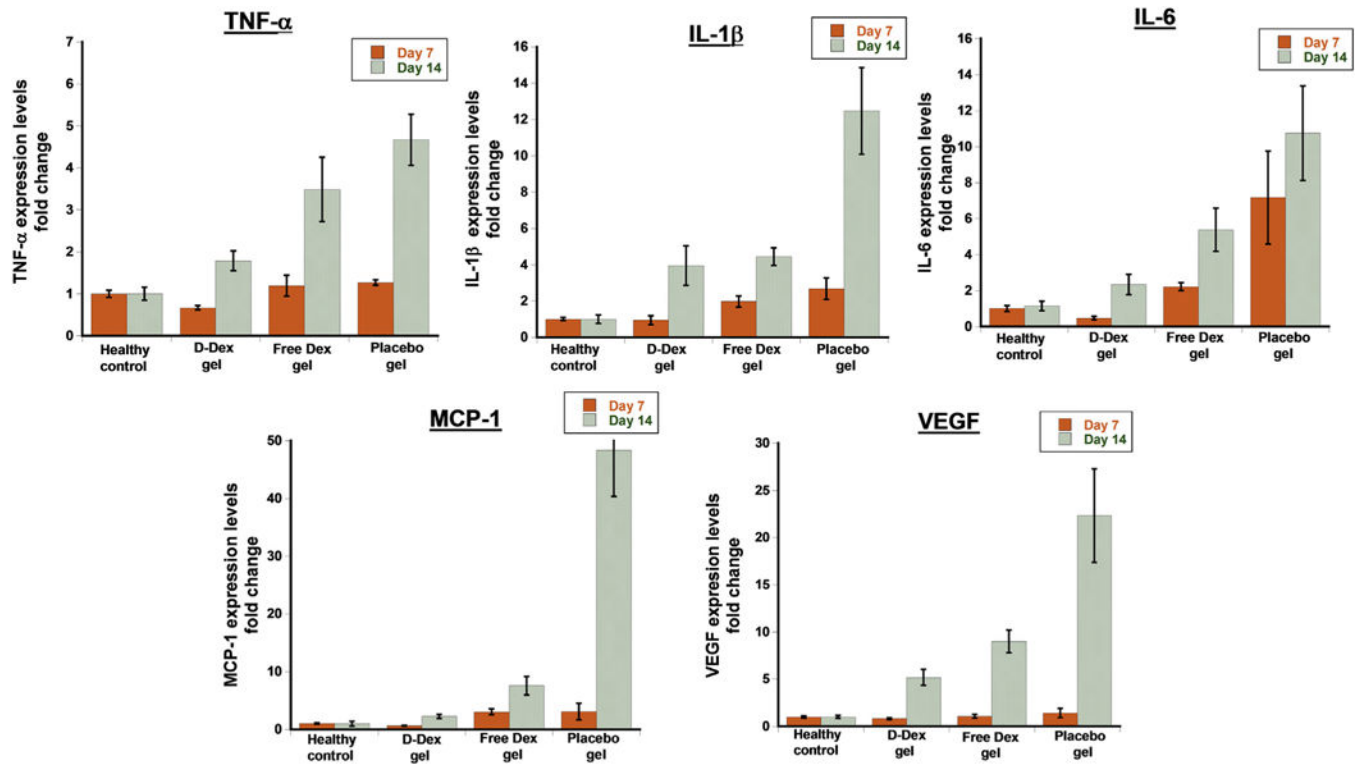 TNF-α
TNF-α expression levels
fold change
7
6
5
4
3
2
1
0
Day 7
Day 14
Healthy
control
D-Dex
gel
Free Dex
gel
Placebo
gel
IL-1β
IL-1β expression levels
fold change
16
14
12
10
8
6
4
2
0
Day 7
Day 14
Healthy
control
D-Dex
gel
Free Dex
gel
Placebo
gel
IL-6
IL-6 expression levels
fold change
16
14
12
10
8
6
4
2
0
Day 7
Day 14
Healthy
control
D-Dex
gel
Free Dex
gel
Placebo
gel
MCP-1
MCP-1 expression levels
fold change
50
40
30
20
10
0
Day 7
Day 14
Healthy
control
D-Dex
gel
Free Dex
gel
Placebo
gel
VEGF
VEGF expresion levels
fold change
30
25
20
15
10
5
0
Day 7
Day 14
Healthy
control
D-Dex
gel
Free Dex
gel
Placebo
gel